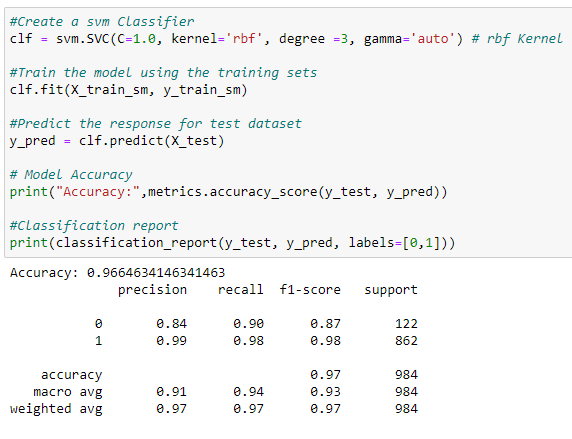 #Create a svm Classifier
clf = svm.SVC(C=1.0, kernel='rbf', degree =3, gamma='auto') # rbf Kernel
#Train the model using the training sets
clf.fit(X_train_sm, y_train_sm)
#Predict the response for test dataset
y_pred = clf.predict(X_test)
# Model Accuracy
print("Accuracy:",metrics.accuracy_score(y_test, y_pred))
#Classification report
print(classification_report(y_test, y_pred, labels=[0,1]))
Accuracy: 0.9664634146341463
precision recall f1-score support
0 0.84 0.90 0.87 122
1 0.99 0.98 0.98 862
accuracy 0.97 984
macro avg 0.91 0.94 0.93 984
weighted avg 0.97 0.97 0.97 984